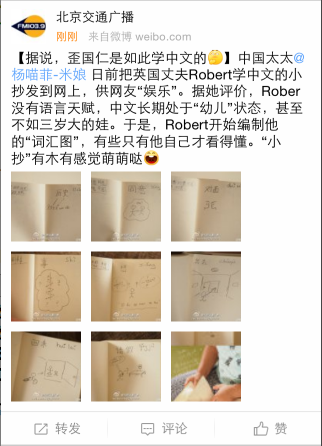 FM103.9
北京交通广播
刚刚 来自微博 weibo.com
【据说，歪国仁是如此学中文的】中国太太@
杨喵菲-米娘 日前把英国丈夫Robert学中文的小
抄发到网上，供网友“娱乐”。据她评价，Rober
没有语言天赋，中文长期处于“幼儿”状态，甚至
不如三岁大的娃。于是，Robert开始编制他
的“词汇图”，有些只有他自己才看得懂。“小
抄”有木有感觉萌萌哒
转发
评论
赞